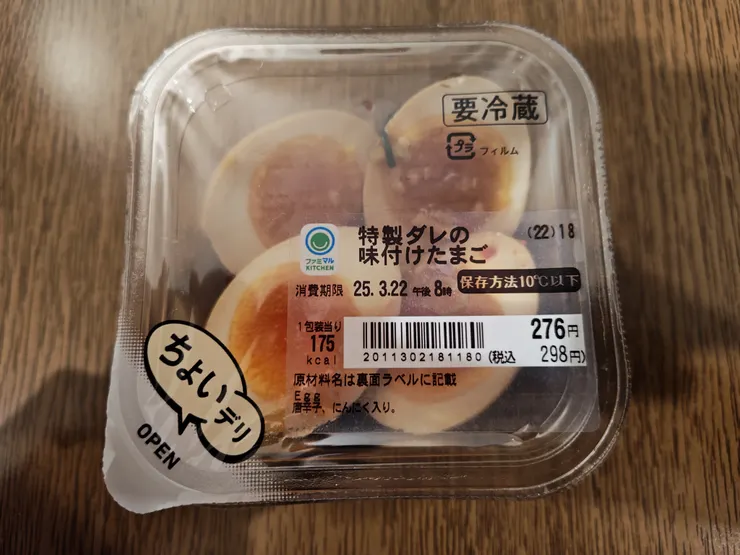 要冷蔵
プラ フィルム
ファミマル
KITCHEN
特製ダレの
味付けたまご
(22)18
消費期限 25.3.22 午後8時
保存方法10℃以下
1包装当り
175
kcal
2011302181180
276円
(税込 298円)
原材料名は裏面ラベルに記載
Egg
唐辛子、にんにく入り。
ちょいデリ
OPEN